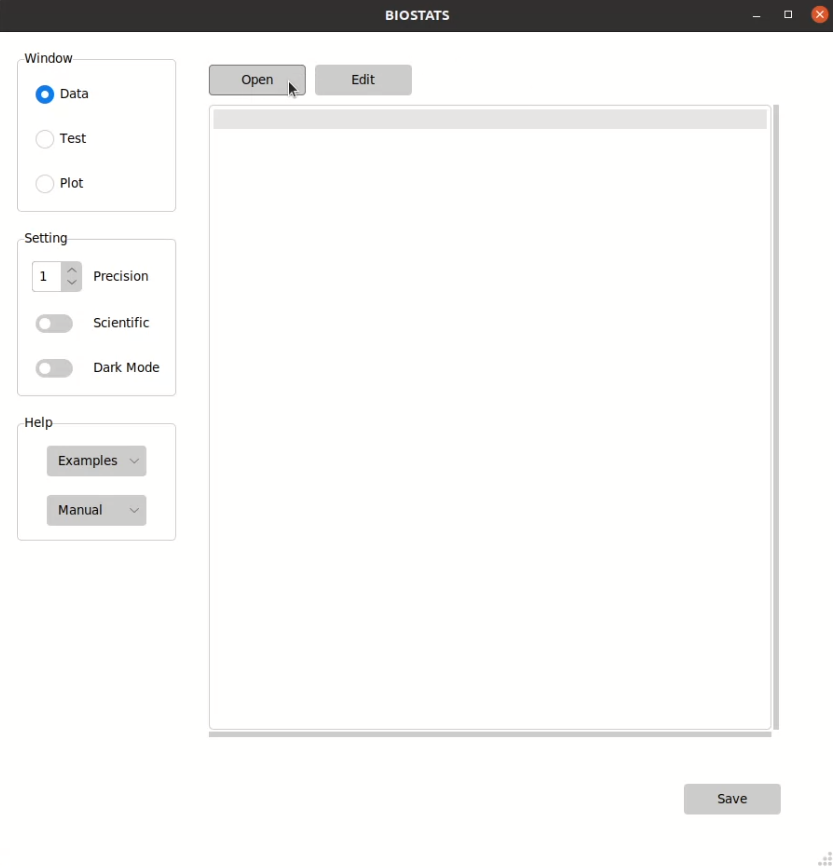 BIOSTATS
Window
Data
Test
Plot
Setting
1 Precision
Scientific
Dark Mode
Help
Examples
Manual
Open Edit
Save